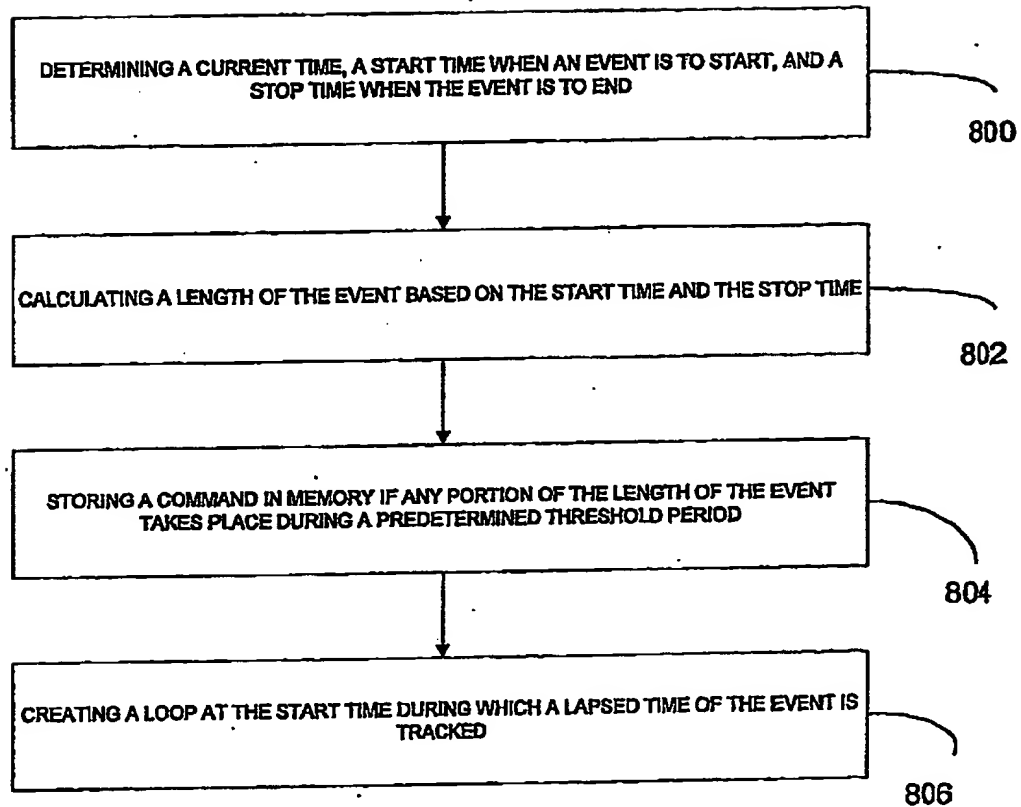 DETERMINING A CURRENT TIME, A START TIME WHEN AN EVENT IS TO START, AND A
STOP TIME WHEN THE EVENT IS TO END
800
CALCULATING A LENGTH OF THE EVENT BASED ON THE START TIME AND THE STOP TIME
802
STORING A COMMAND IN MEMORY IF ANY PORTION OF THE LENGTH OF THE EVENT
TAKES PLACE DURING A PREDETERMINED THRESHOLD PERIOD
804
CREATING A LOOP AT THE START TIME DURING WHICH A LAPSED TIME OF THE EVENT IS
TRACKED
806